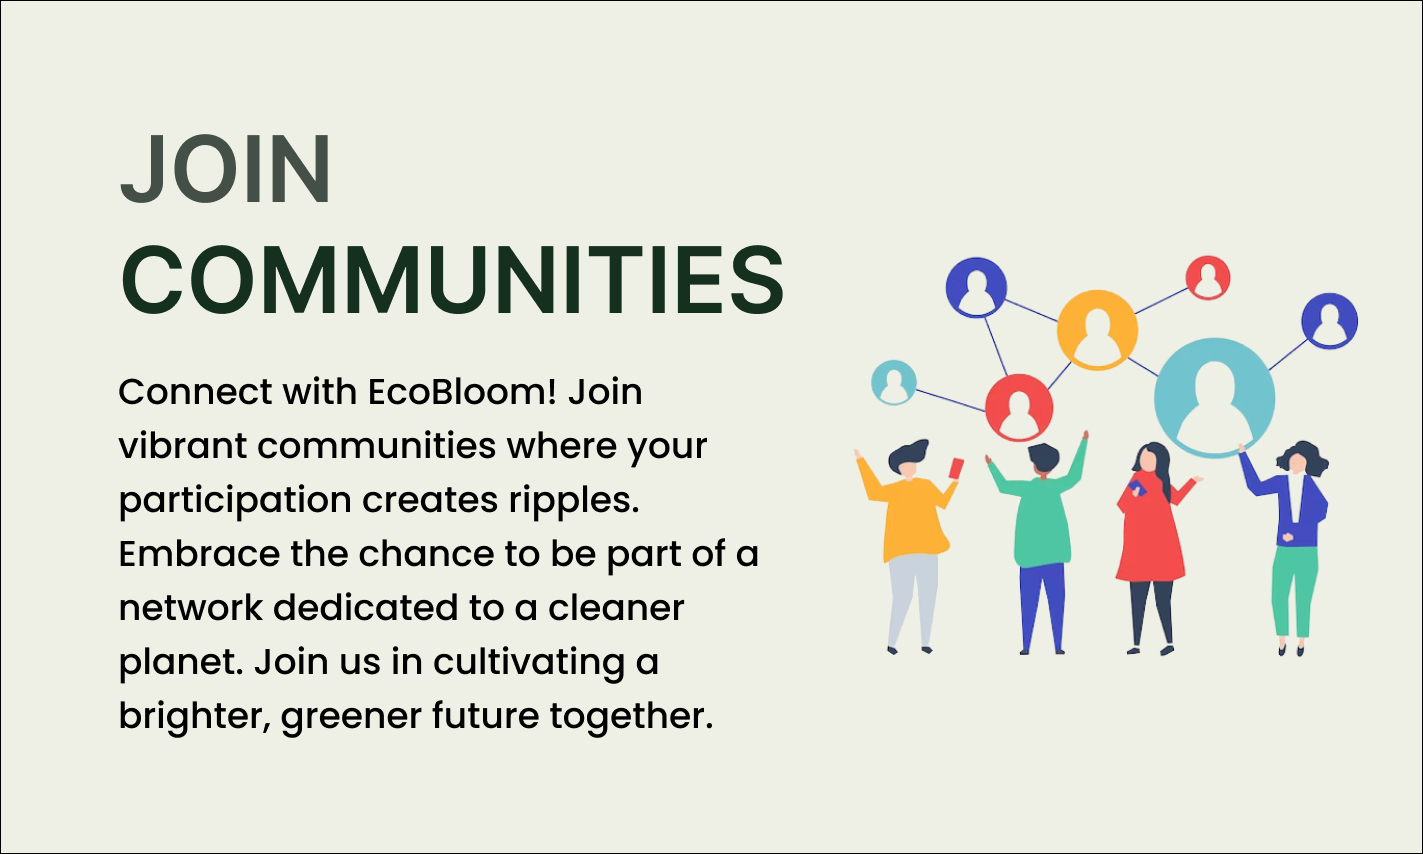 JOIN
COMMUNITIES
Connect with EcoBloom! Join
vibrant communities where your
participation creates ripples.
Embrace the chance to be part of a
network dedicated to a cleaner
planet. Join us in cultivating a
brighter, greener future together.